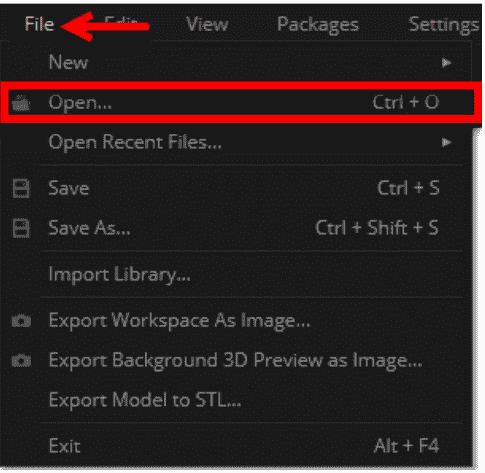 File Edit View Packages Settings
New
Open... Ctrl + O
Open Recent Files...
Save Ctrl + S
Save As... Ctrl + Shift + S
Import Library...
Export Workspace As Image...
Export Background 3D Preview as Image...
Export Model to STL...
Exit Alt + F4